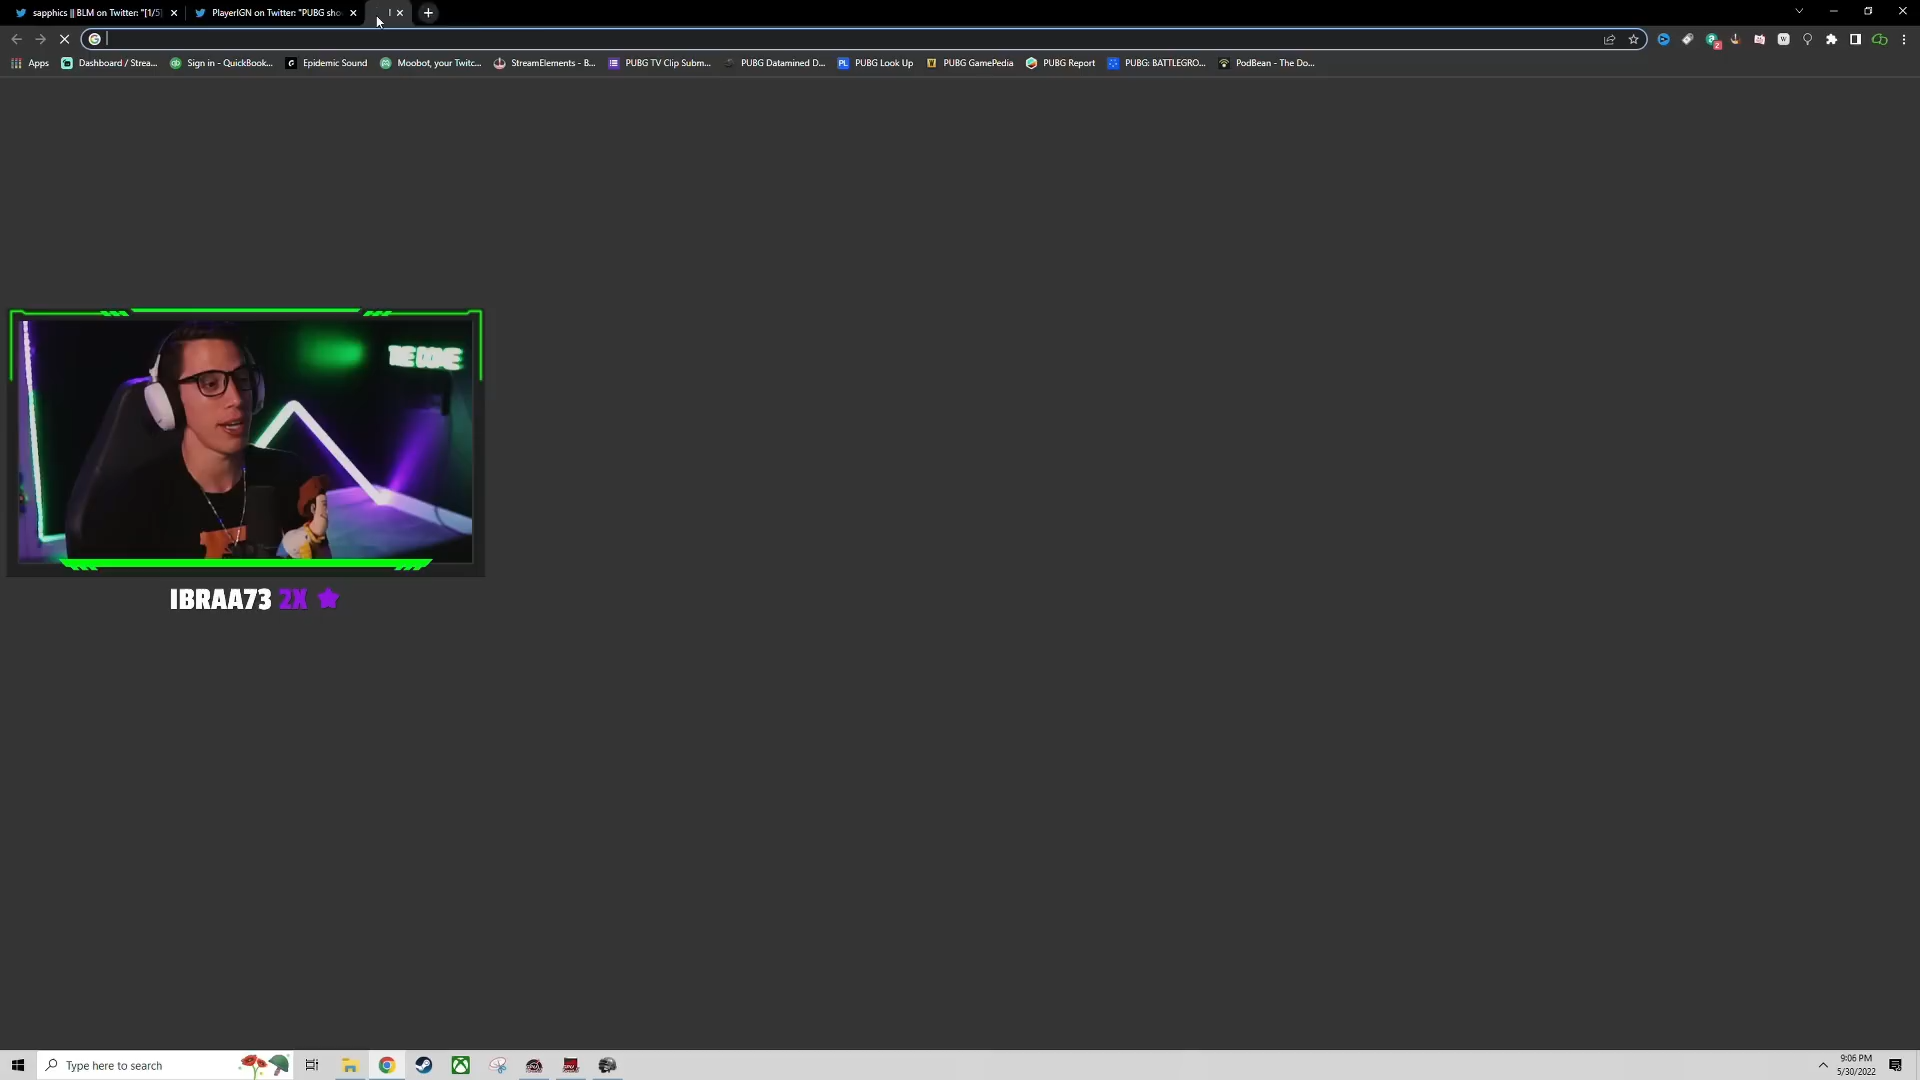 sapphics || BLM on Twitter: "[1/5]
PlayerIGN on Twitter: "PUBG sho
Apps
Dashboard / Strea...
Sign in - QuickBook...
Epidemic Sound
Moobot, your Twitc...
StreamElements - B...
PUBG TV Clip Subm...
PUBG Datamined D...
PUBG Look Up
PUBG GamePedia
PUBG Report
PUBG: BATTLEGRO...
PodBean - The Do...
THE DOME
IBRAA73 2X
Type here to search
9:06 PM
5/30/2022